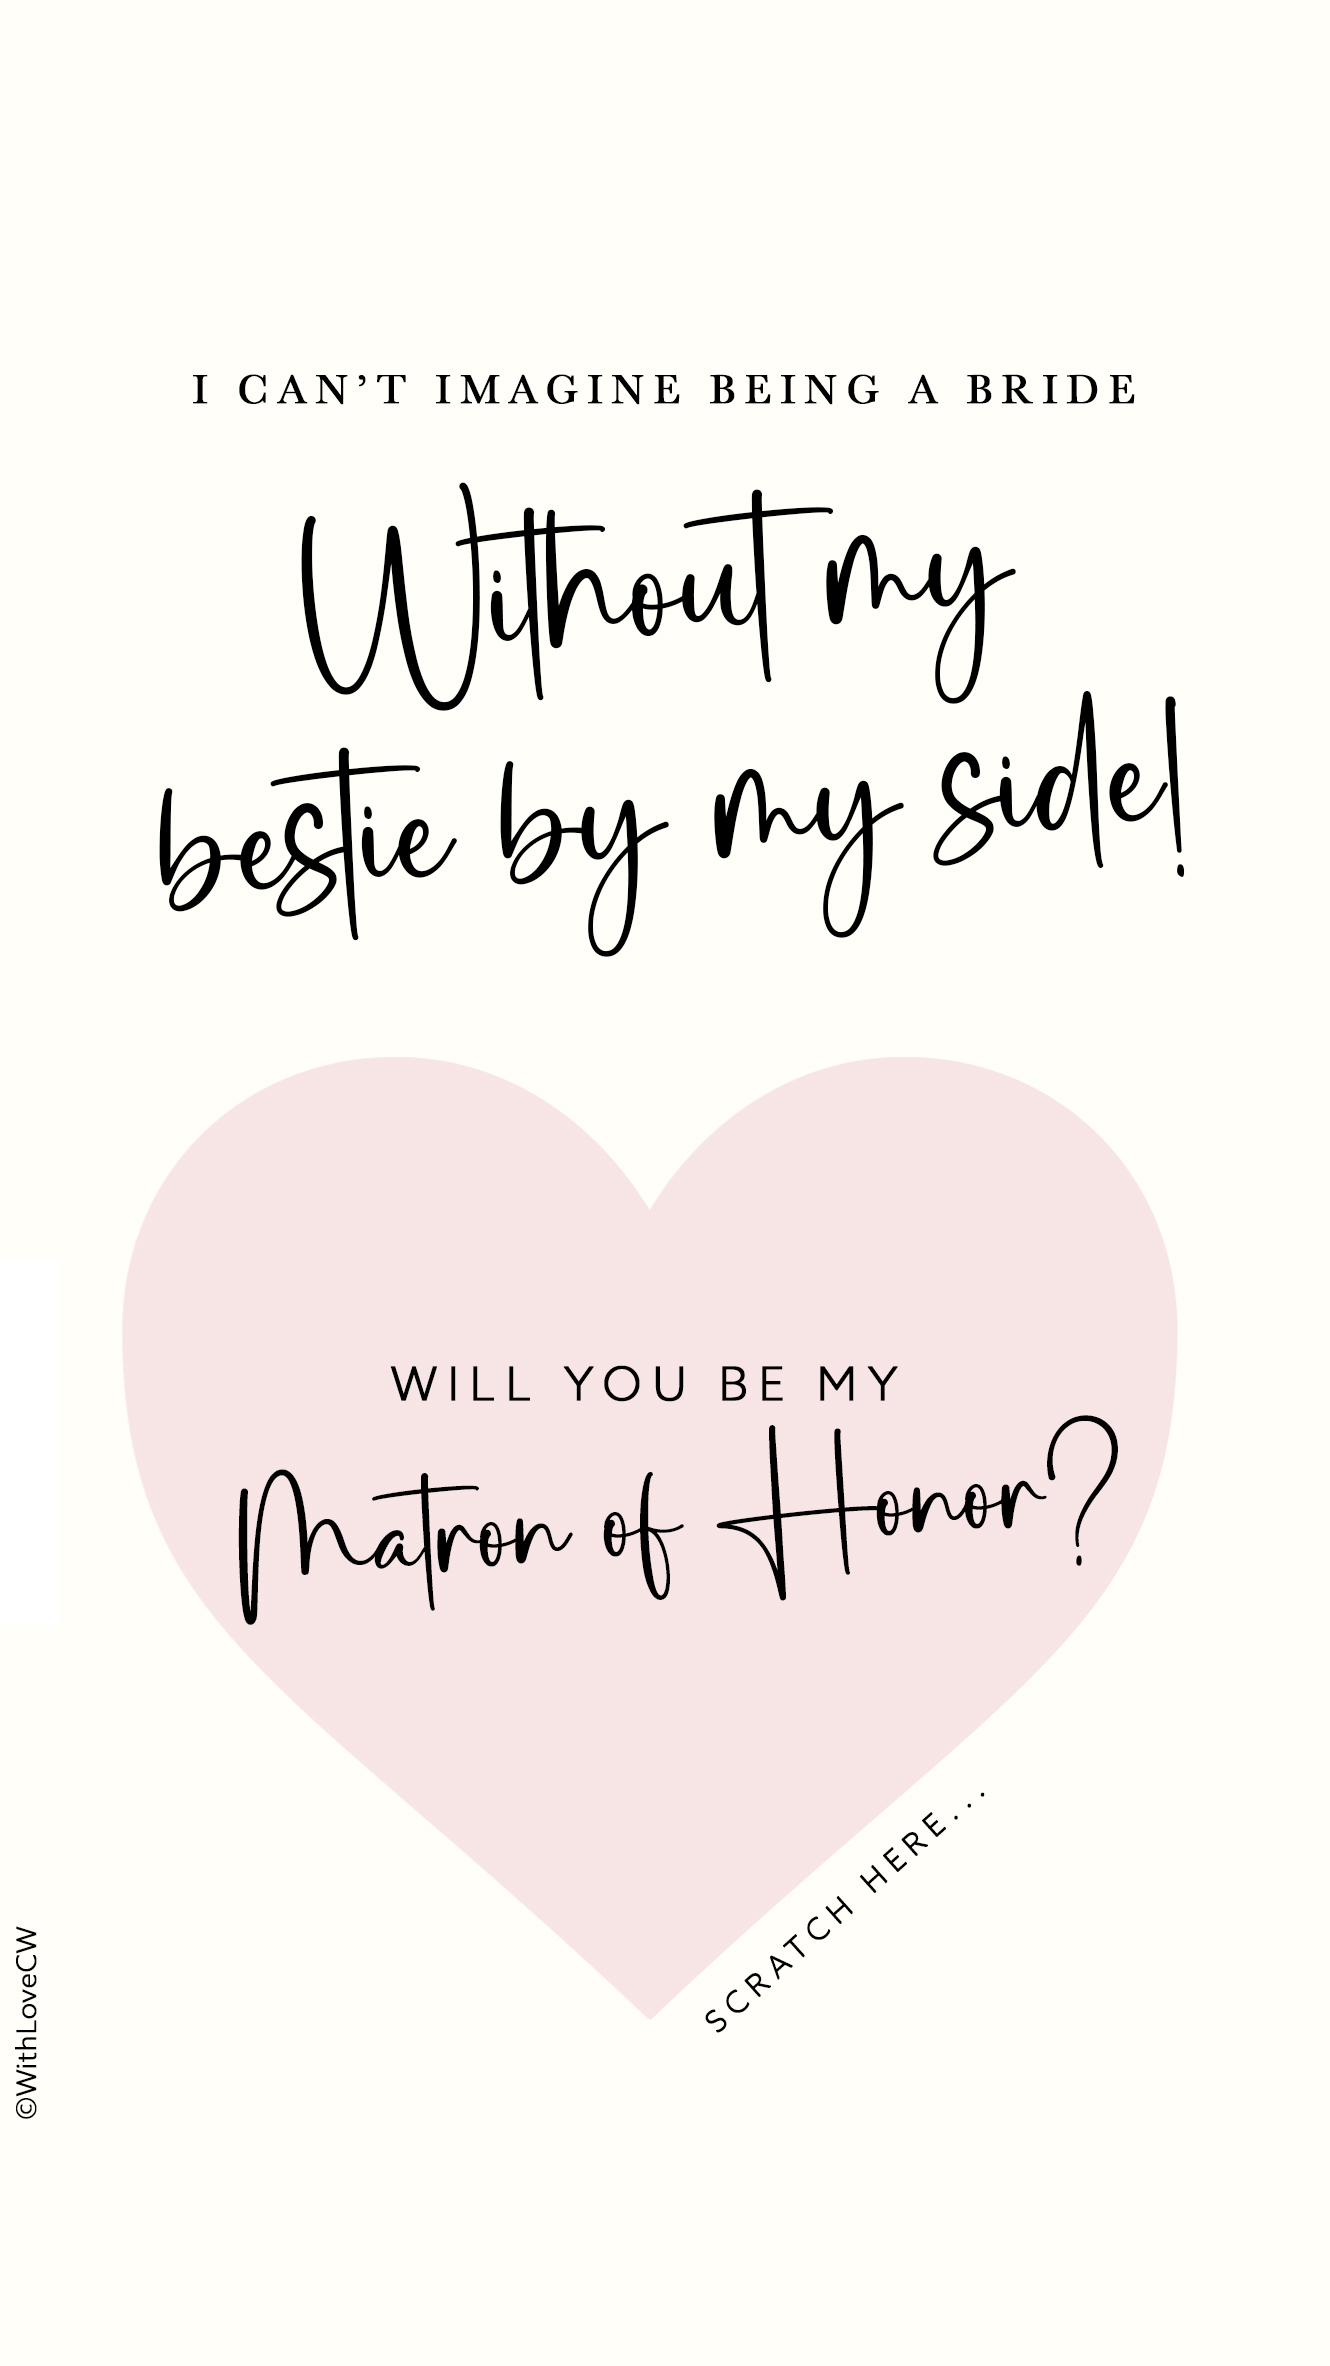 I CAN’T IMAGINE BEING A BRIDE
Without my
bestie by my side!
WILL YOU BE MY
Matron of Honor?
SCRATCH HERE...
©WithLoveCW